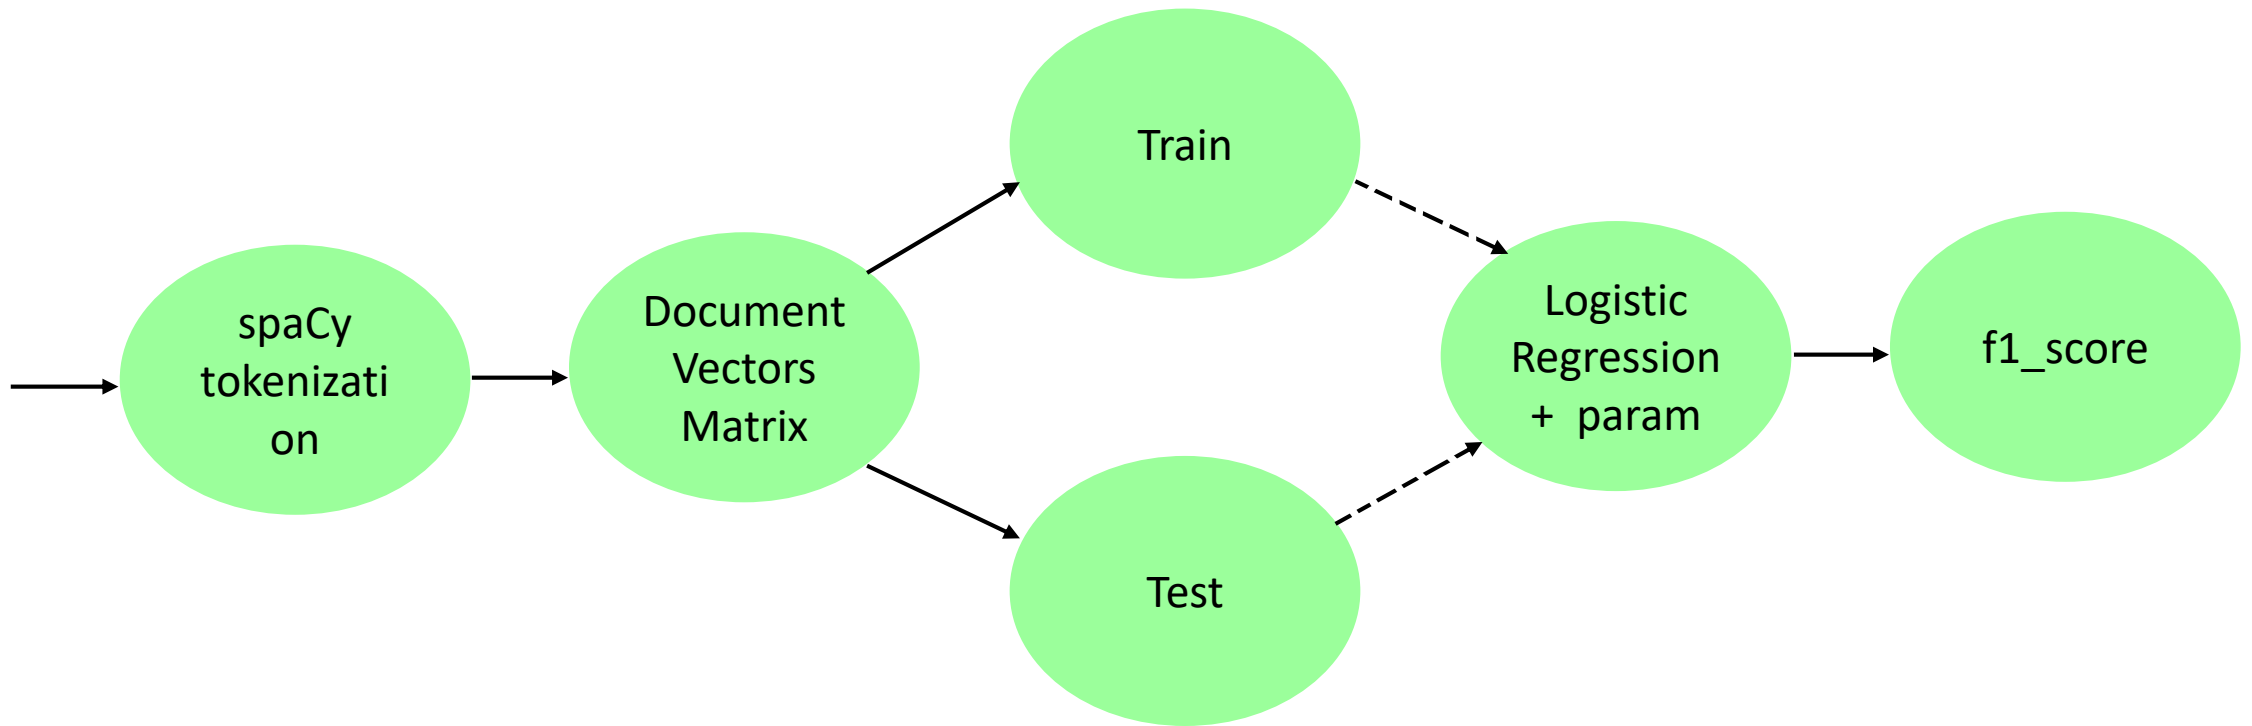 spaCy
tokenizati
on
Document
Vectors
Matrix
Train
Test
Logistic
Regression
+ param
f1_score